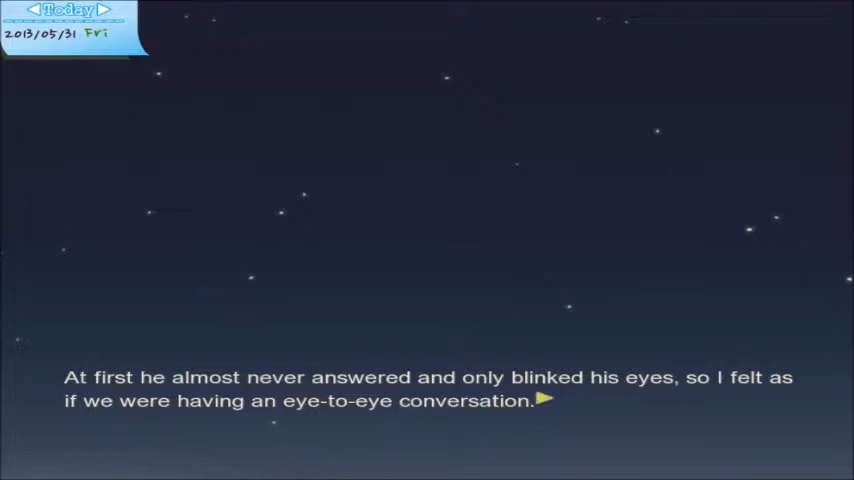 Today
2013/05/31 Fri
At first he almost never answered and only blinked his eyes, so I felt as
if we were having an eye-to-eye conversation.